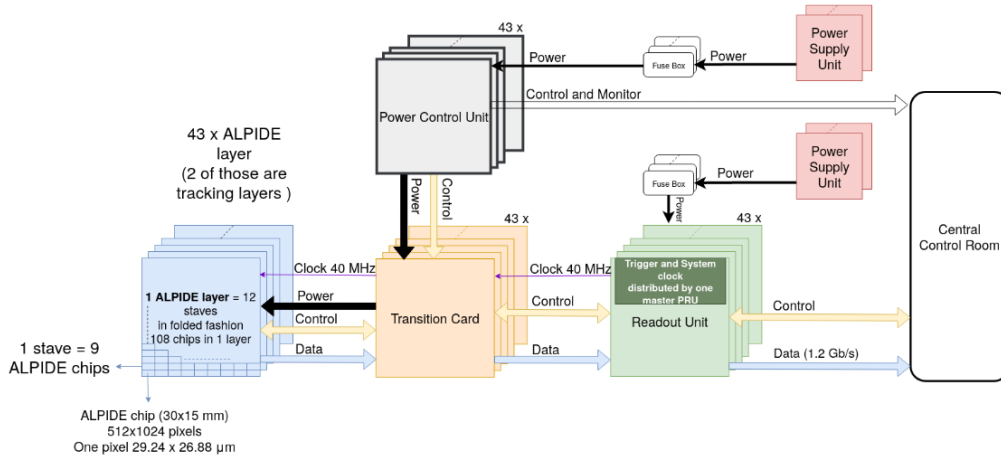 43 x
Power
Supply
Unit
Power
Fuse Box
Power
Power Control Unit
Control and Monitor
43 x ALPIDE
layer
(2 of those are
tracking layers )
Power
Supply
Unit
Power
Fuse Box
Power
Power
Control
43 x
43 x
Central
Control Room
Clock 40 MHz
Clock 40 MHz
Trigger and System
clock
distributed by one
master PRU
1 ALPIDE layer = 12
staves
in folded fashion
108 chips in 1 layer
Power
Control
Data
Transition Card
Control
Data
Readout Unit
Control
Data (1.2 Gb/s)
1 stave = 9
ALPIDE chips
ALPIDE chip (30x15 mm)
512x1024 pixels
One pixel 29.24 x 26.88 μm